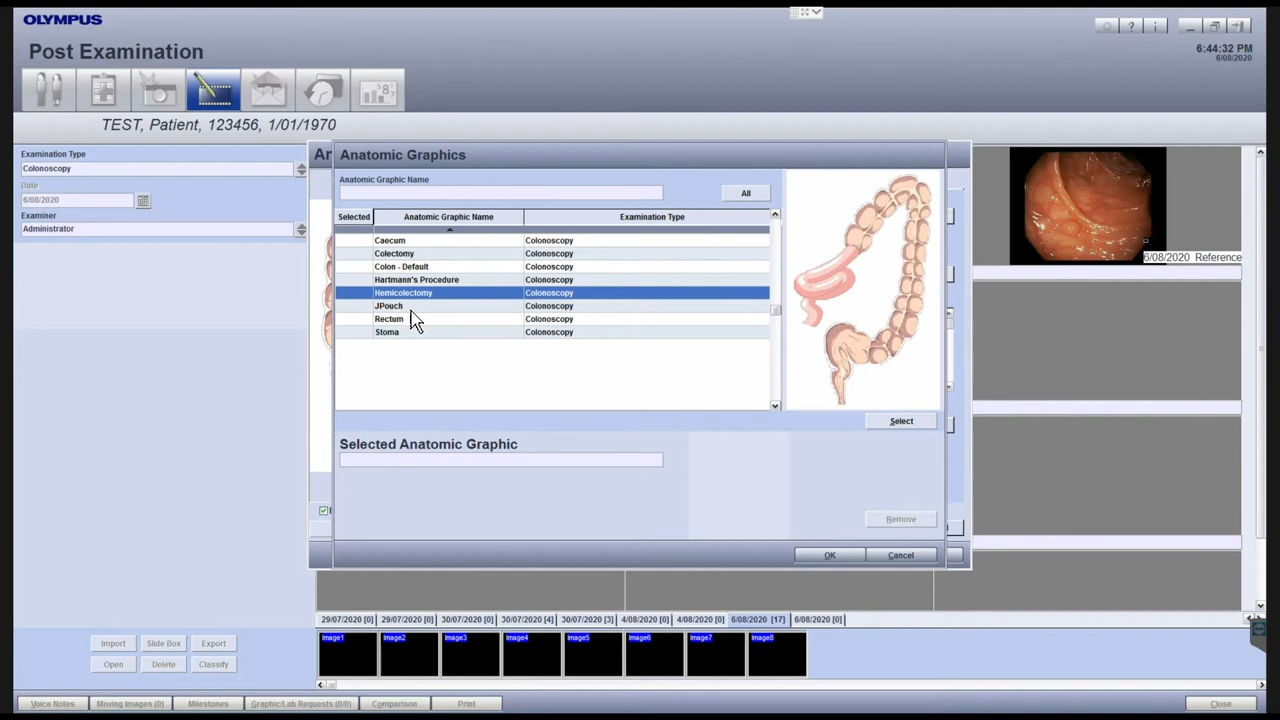 OLYMPUS
Post Examination
6:44:32 PM
6/08/2020
TEST, Patient, 123456, 1/01/1970
Examination Type
Colonoscopy
Date
6/08/2020
Examiner
Administrator
Anatomic Graphics
Anatomic Graphic Name
All
Selected Anatomic Graphic Name Examination Type
Caecum Colonoscopy
Colectomy Colonoscopy
Colon - Default Colonoscopy
Hartmann's Procedure Colonoscopy
Hemicolectomy Colonoscopy
JPouch Colonoscopy
Rectum Colonoscopy
Stoma Colonoscopy
Select
Selected Anatomic Graphic
Remove
OK Cancel
6/08/2020 Reference
29/07/2020 [0] 29/07/2020 [0] 30/07/2020 [0] 30/07/2020 [4] 30/07/2020 [3] 4/08/2020 [0] 4/08/2020 [0] 6/08/2020 [17] 6/08/2020 [0]
Image1 Image2 Image3 Image4 Image5 Image6 Image7 Image8
Import Slide Box Export
Open Delete Classify
Voice Notes Moving Images (0) Milestones Graphic/Lab Requests (0/0) Comparison Print Close